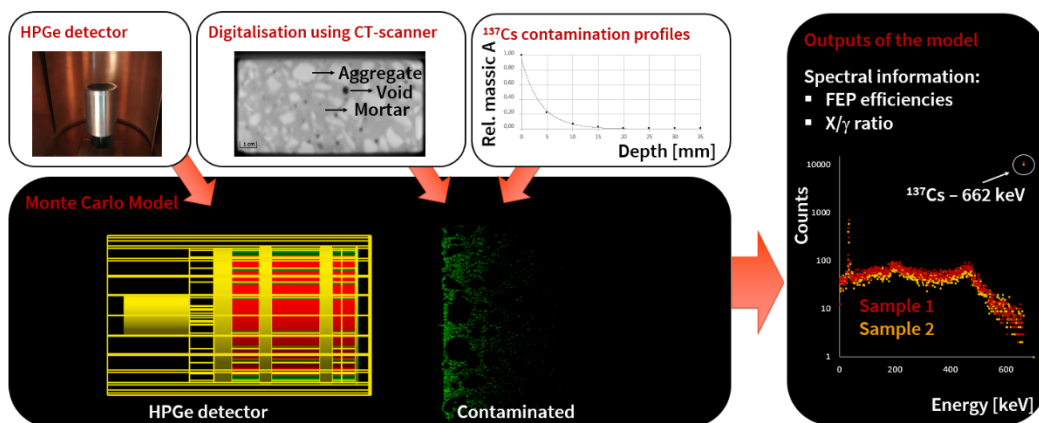 HPGe detector
Digitalisation using CT-scanner
Aggregate
Void
Mortar
1 cm
¹³⁷Cs contamination profiles
Rel. massic A
1,00
0,80
0,60
0,40
0,20
0,00
0 5 10 15 20 25 30 35
Depth [mm]
Monte Carlo Model
HPGe detector
Contaminated
Outputs of the model
Spectral information:
▪ FEP efficiencies
▪ X/γ ratio
10000
¹³⁷Cs – 662 keV
Counts
1000
100
10
1
Sample 1
Sample 2
0 200 400 600
Energy [keV]